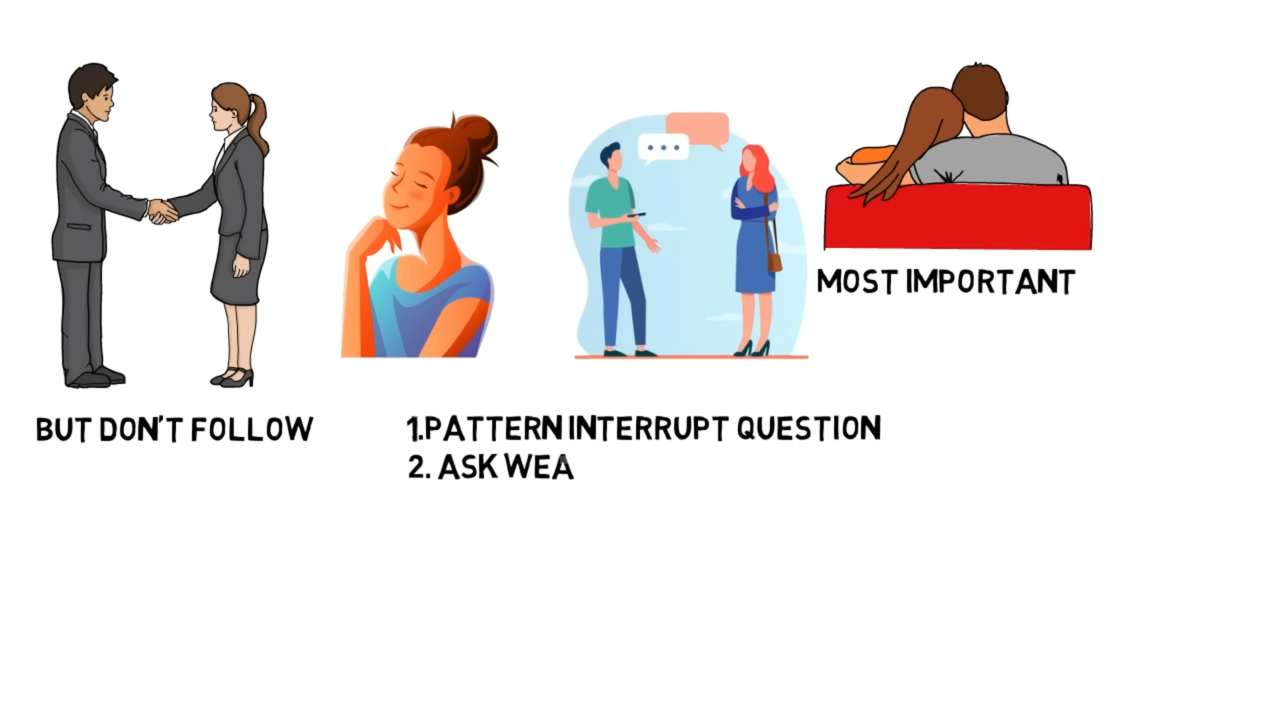 MOST IMPORTANT
BUT DON'T FOLLOW
1.PATTERN INTERRUPT QUESTION
2. ASK WEA